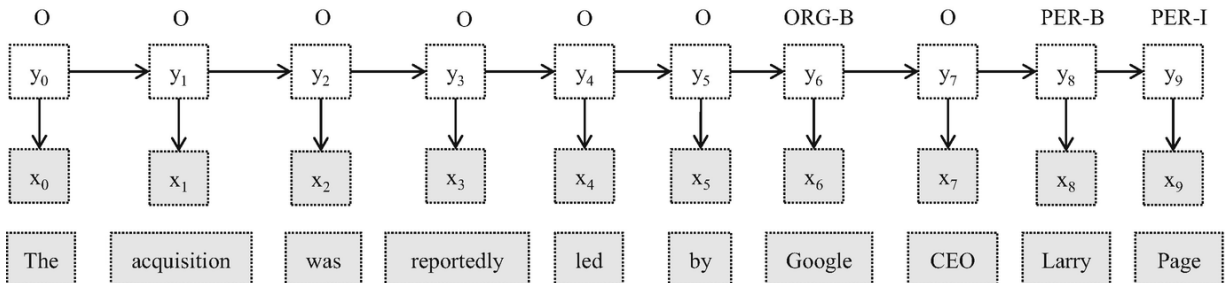 O O O O O O ORG-B O PER-B PER-I
y₀ y₁ y₂ y₃ y₄ y₅ y₆ y₇ y₈ y₉
x₀ x₁ x₂ x₃ x₄ x₅ x₆ x₇ x₈ x₉
The acquisition was reportedly led by Google CEO Larry Page